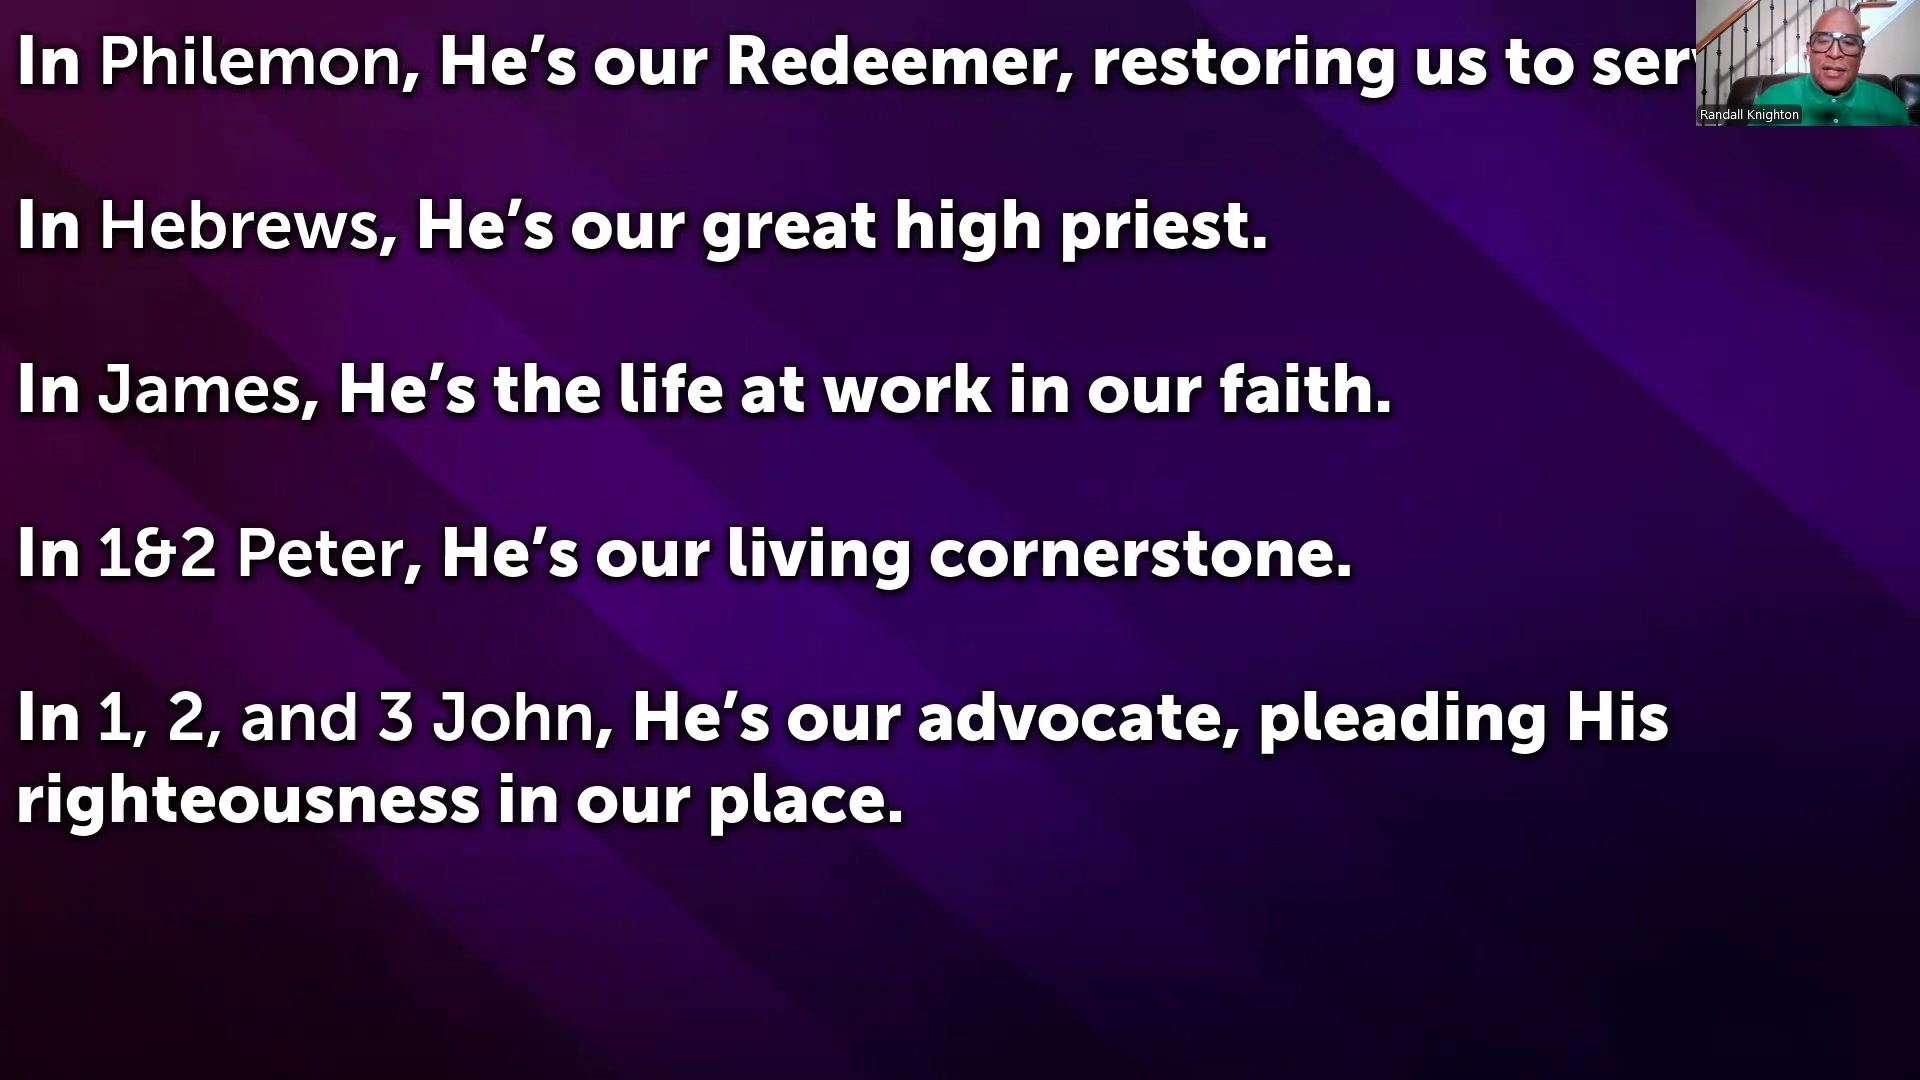 In Philemon, He’s our Redeemer, restoring us to
In Hebrews, He’s our great high priest.
In James, He’s the life at work in our faith.
In 1&2 Peter, He’s our living cornerstone.
In 1, 2, and 3 John, He’s our advocate, pleading His
righteousness in our place.
Randall Knighton